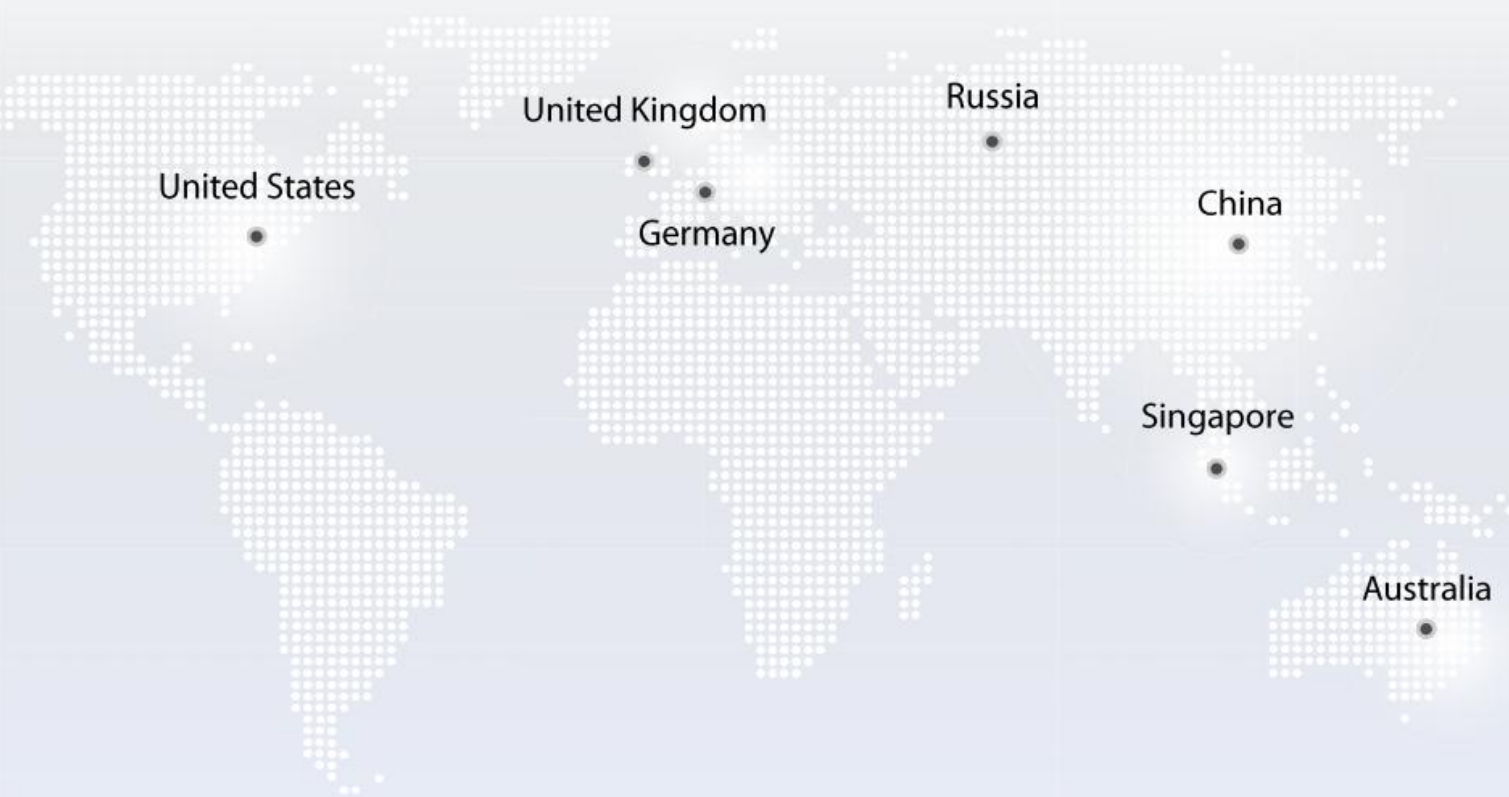 United Kingdom
Russia
United States
China
Germany
Singapore
Australia